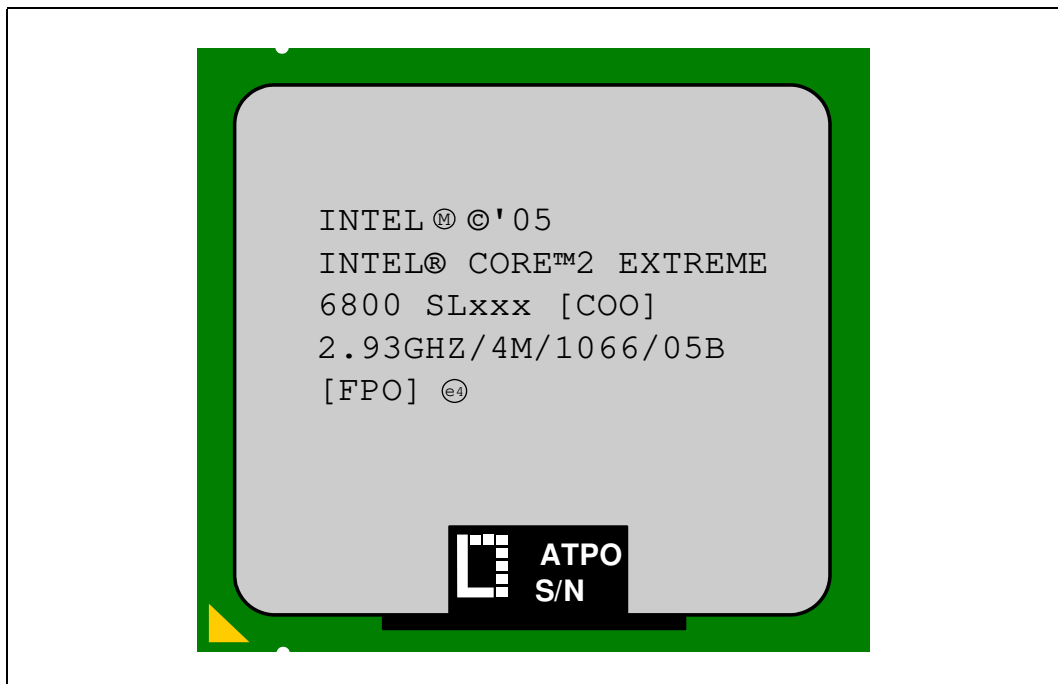 INTEL Ⓜ ©'05
INTEL® CORE™2 EXTREME
6800 SLxxx [COO]
2.93GHZ/4M/1066/05B
[FPO] ⓔ④
ATPO
S/N